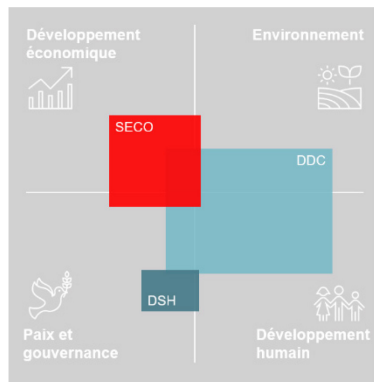 Développement
économique
Environnement
SECO
DDC
DSH
Paix et
gouvernance
Développement
humain